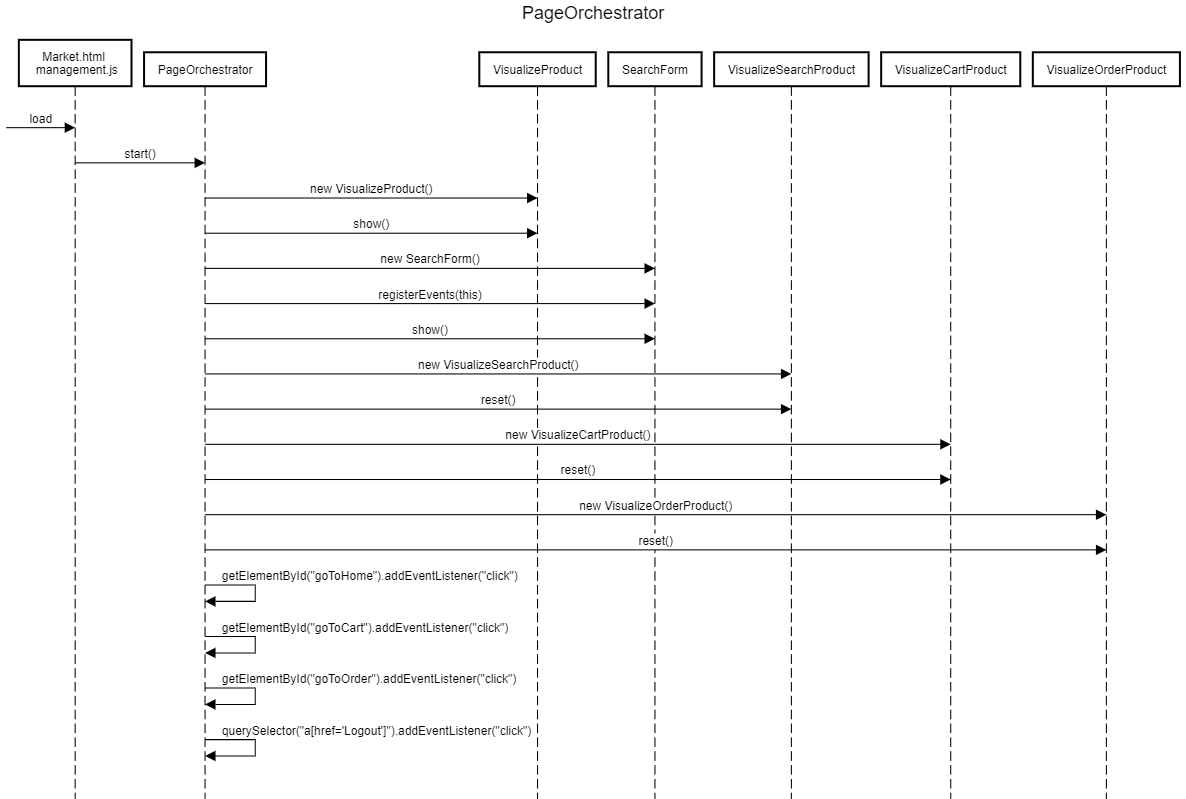 PageOrchestrator
Market.html
management.js
PageOrchestrator
VisualizeProduct
SearchForm
VisualizeSearchProduct
VisualizeCartProduct
VisualizeOrderProduct
load
start()
new VisualizeProduct()
show()
new SearchForm()
registerEvents(this)
show()
new VisualizeSearchProduct()
reset()
new VisualizeCartProduct()
reset()
new VisualizeOrderProduct()
reset()
getElementById("goToHome").addEventListener("click")
getElementById("goToCart").addEventListener("click")
getElementById("goToOrder").addEventListener("click")
querySelector("a[href='Logout']").addEventListener("click")